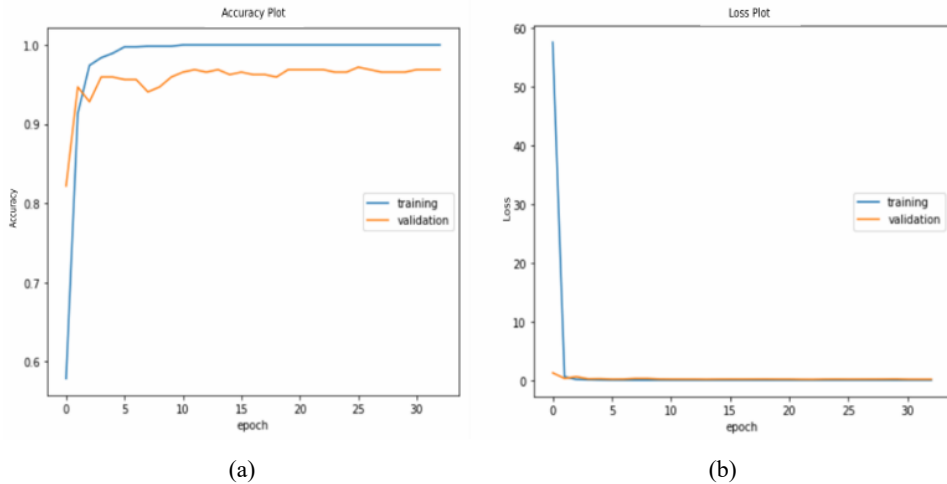 Accuracy Plot
1.0
0.9
0.8
0.7
0.6
Accuracy
training
validation
0 5 10 15 20 25 30
epoch
(a)
Loss Plot
60
50
40
30
20
10
0
Loss
training
validation
0 5 10 15 20 25 30
epoch
(b)